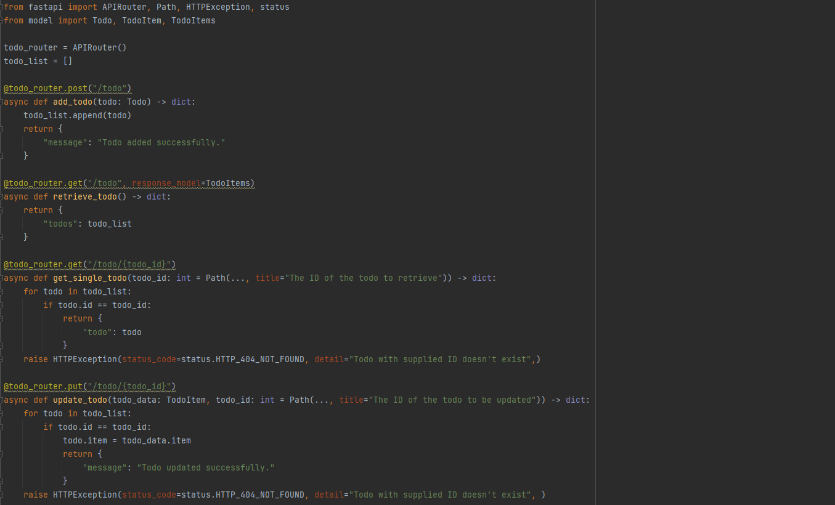 from fastapi import APIRouter, Path, HTTPException, status
from model import Todo, TodoItem, TodoItems
todo_router = APIRouter()
todo_list = []
@todo_router.post("/todo")
async def add_todo(todo: Todo) -> dict:
    todo_list.append(todo)
    return {
        "message": "Todo added successfully."
    }
@todo_router.get("/todo", response_model=TodoItems)
async def retrieve_todo() -> dict:
    return {
        "todos": todo_list
    }
@todo_router.get("/todo/{todo_id}")
async def get_single_todo(todo_id: int = Path(..., title="The ID of the todo to retrieve")) -> dict:
    for todo in todo_list:
        if todo.id == todo_id:
            return {
                "todo": todo
            }
    raise HTTPException(status_code=status.HTTP_404_NOT_FOUND, detail="Todo with supplied ID doesn't exist",)
@todo_router.put("/todo/{todo_id}")
async def update_todo(todo_data: TodoItem, todo_id: int = Path(..., title="The ID of the todo to be updated")) -> dict:
    for todo in todo_list:
        if todo.id == todo_id:
            todo.item = todo_data.item
            return {
                "message": "Todo updated successfully."
            }
    raise HTTPException(status_code=status.HTTP_404_NOT_FOUND, detail="Todo with supplied ID doesn't exist", )